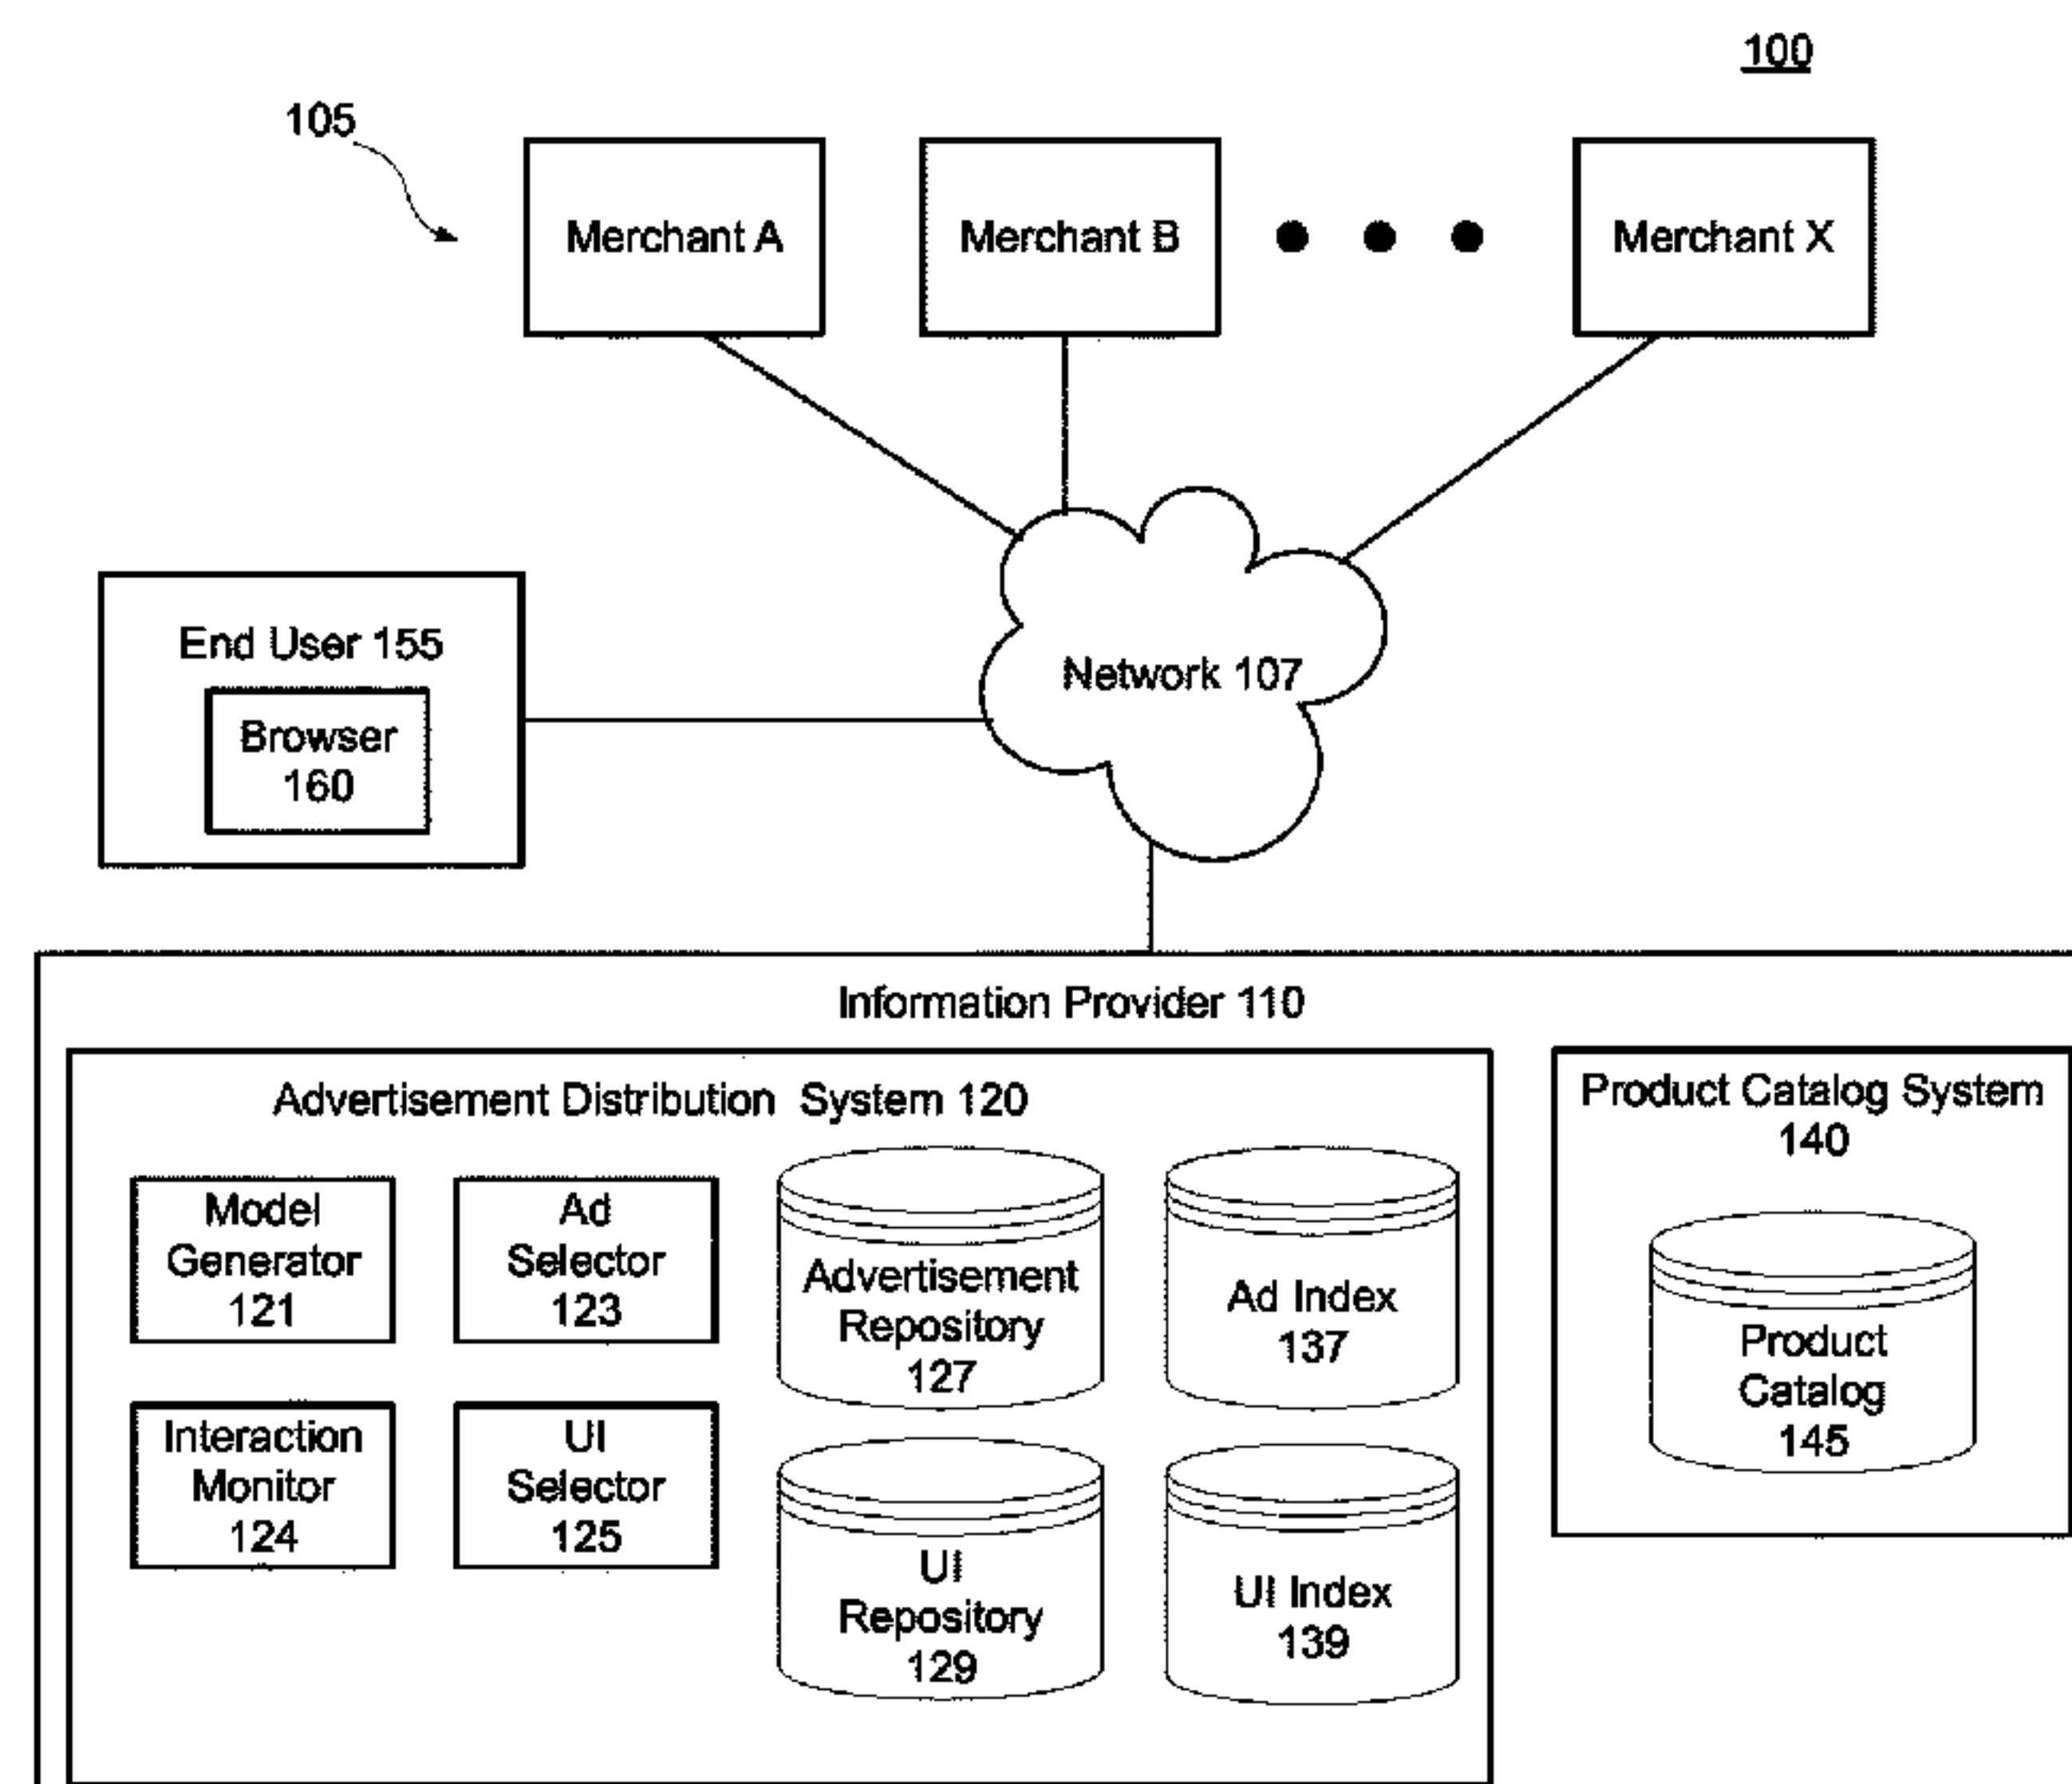 100
105
Merchant A
Merchant B
Merchant X
End User 155
Browser
160
Network 107
Information Provider 110
Advertisement Distribution System 120
Model
Generator
121
Ad
Selector
123
Advertisement
Repository
127
Ad Index
137
Interaction
Monitor
124
UI
Selector
125
UI
Repository
129
UI Index
139
Product Catalog System
140
Product
Catalog
145